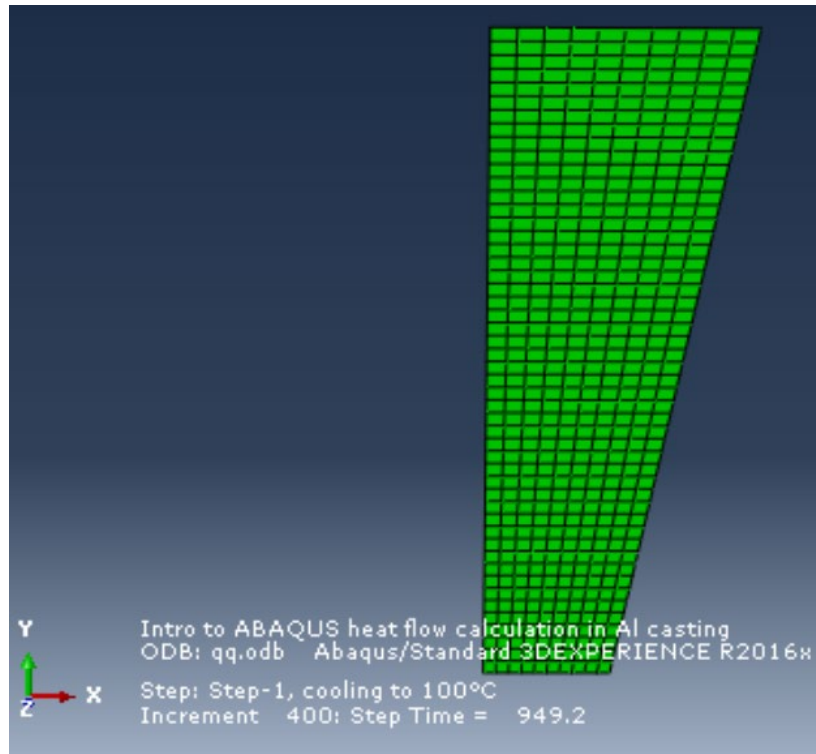 Y
Z
X
Intro to ABAQUS heat flow calculation in Al casting
ODB: qq.odb Abaqus/Standard 3DEXPERIENCE R2016x
Step: Step-1, cooling to 100°C
Increment 400: Step Time = 949.2